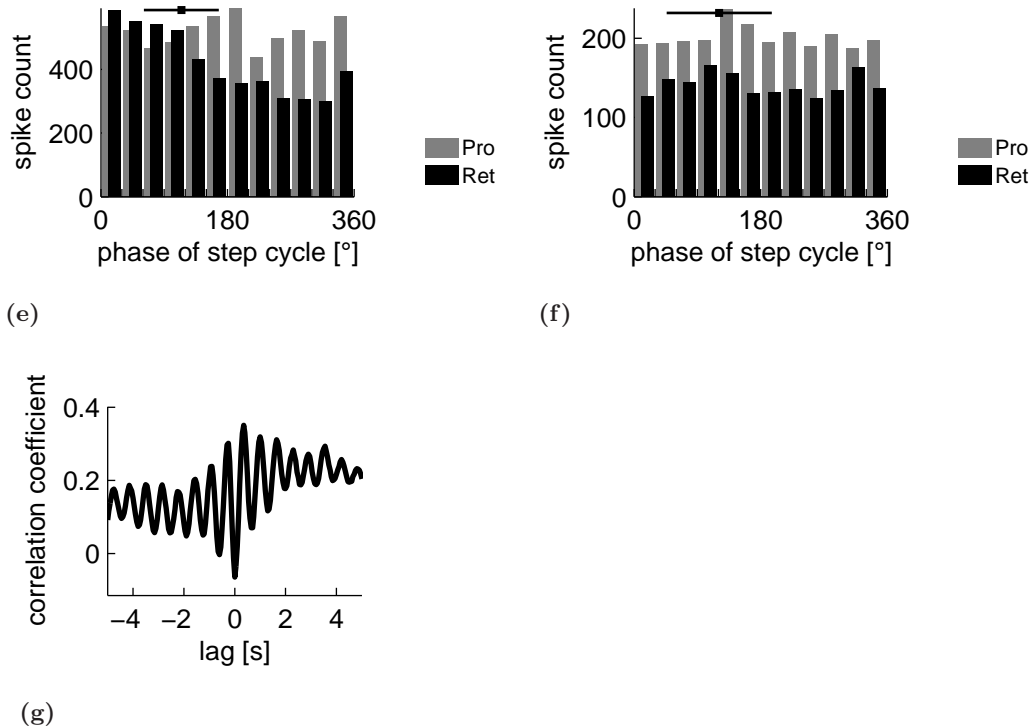 spike count
400
200
0
0
180
360
phase of step cycle [°]
Pro
Ret
(e)
spike count
200
100
0
0
180
360
phase of step cycle [°]
Pro
Ret
(f)
correlation coefficient
0.4
0.2
0
−4
−2
0
2
4
lag [s]
(g)